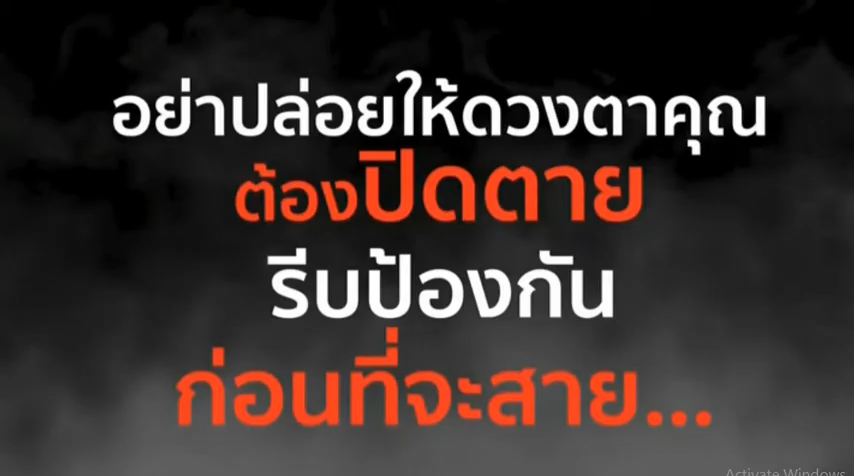 อย่าปล่อยให้ดวงตาคุณ
ต้องปิดตาย
รีบป้องกัน
ก่อนที่จะสาย...
Activate Windows